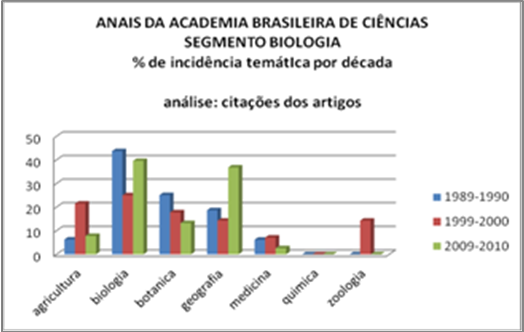 ANAIS DA ACADEMIA BRASILEIRA DE CIÊNCIAS
SEGMENTO BIOLOGIA
% de incidência temátIca por década
análise: citações dos artigos
50
40
30
20
10
0
agricultura
biologia
botanica
geografia
medicina
quimica
zoologia
1989-1990
1999-2000
2009-2010